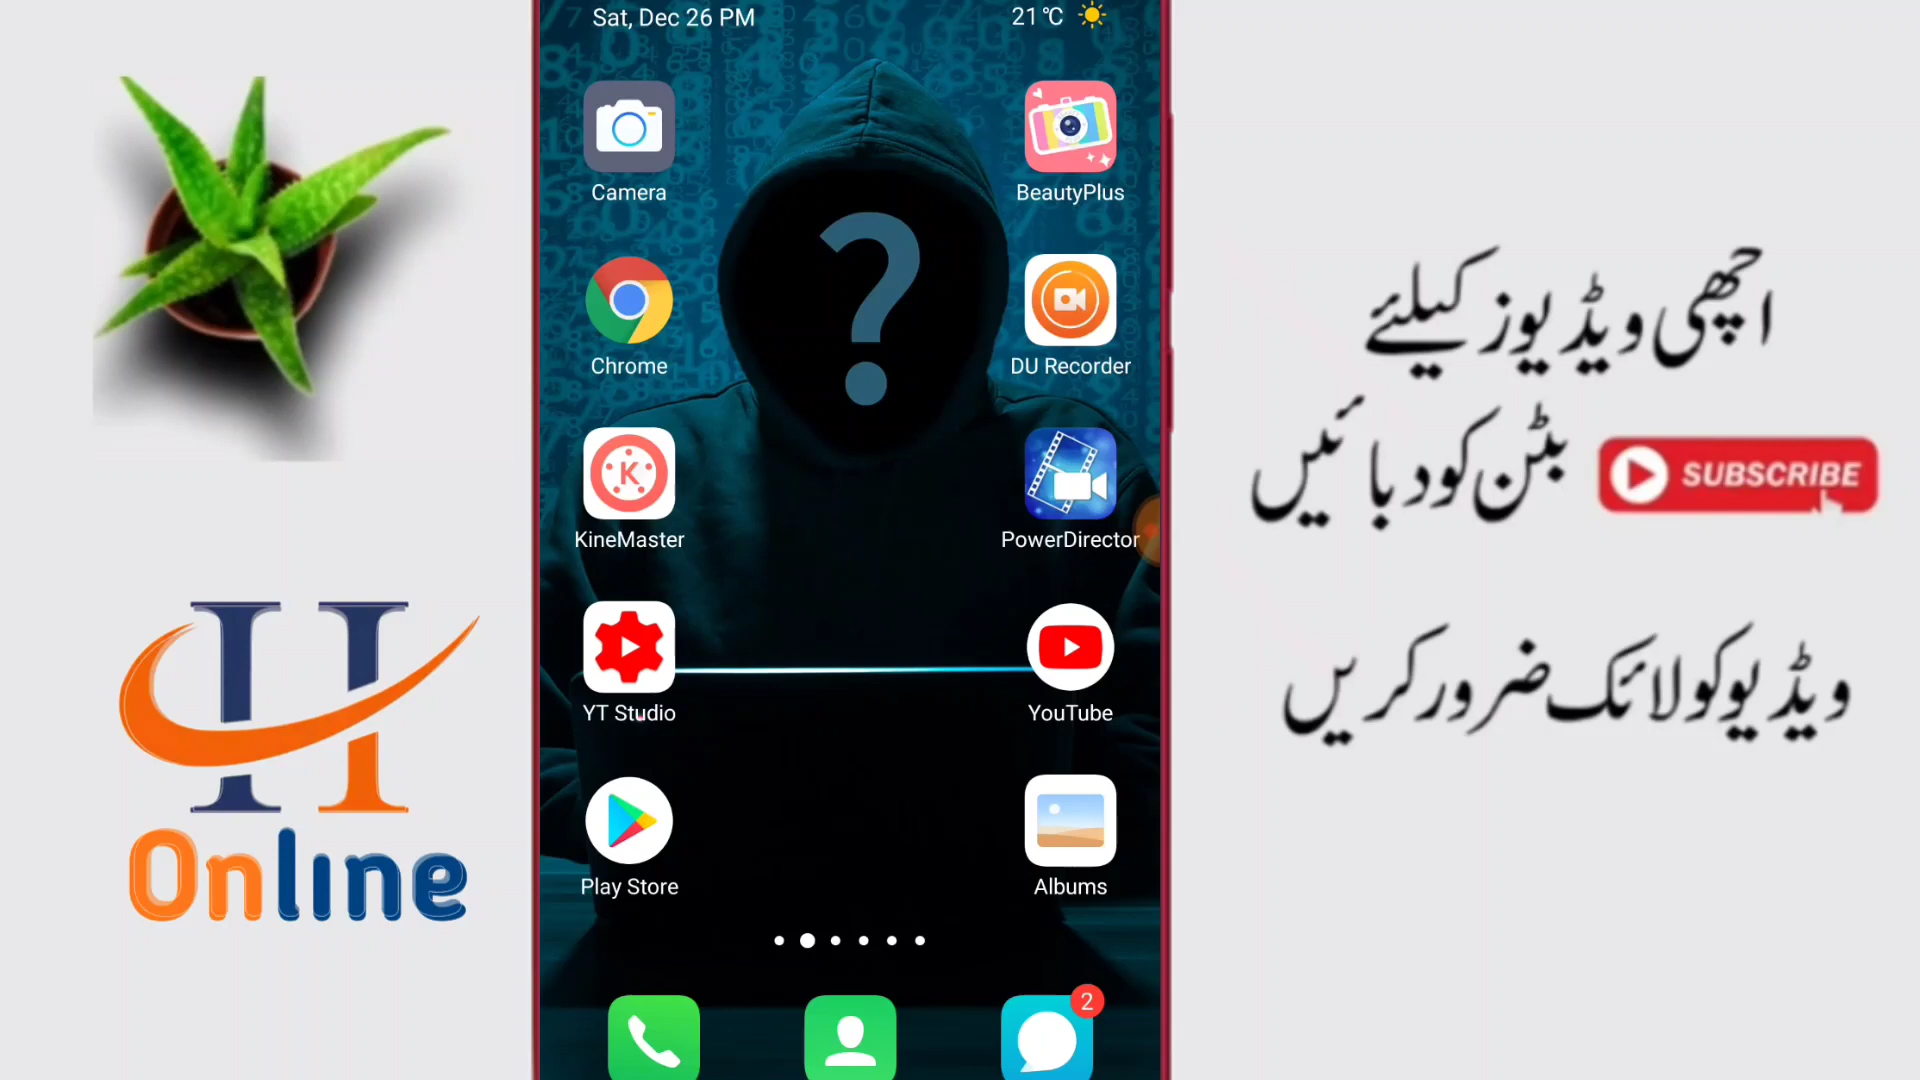 Sat, Dec 26 PM
21°C
Camera
BeautyPlus
?
Chrome
DU Recorder
K
KineMaster
PowerDirector
YT Studio
YouTube
Play Store
Albums
2
H
Online
اچھی ویڈیوز کیلئے
SUBSCRIBE بٹن کو دبائیں
ویڈیو کو لائک ضرور کریں